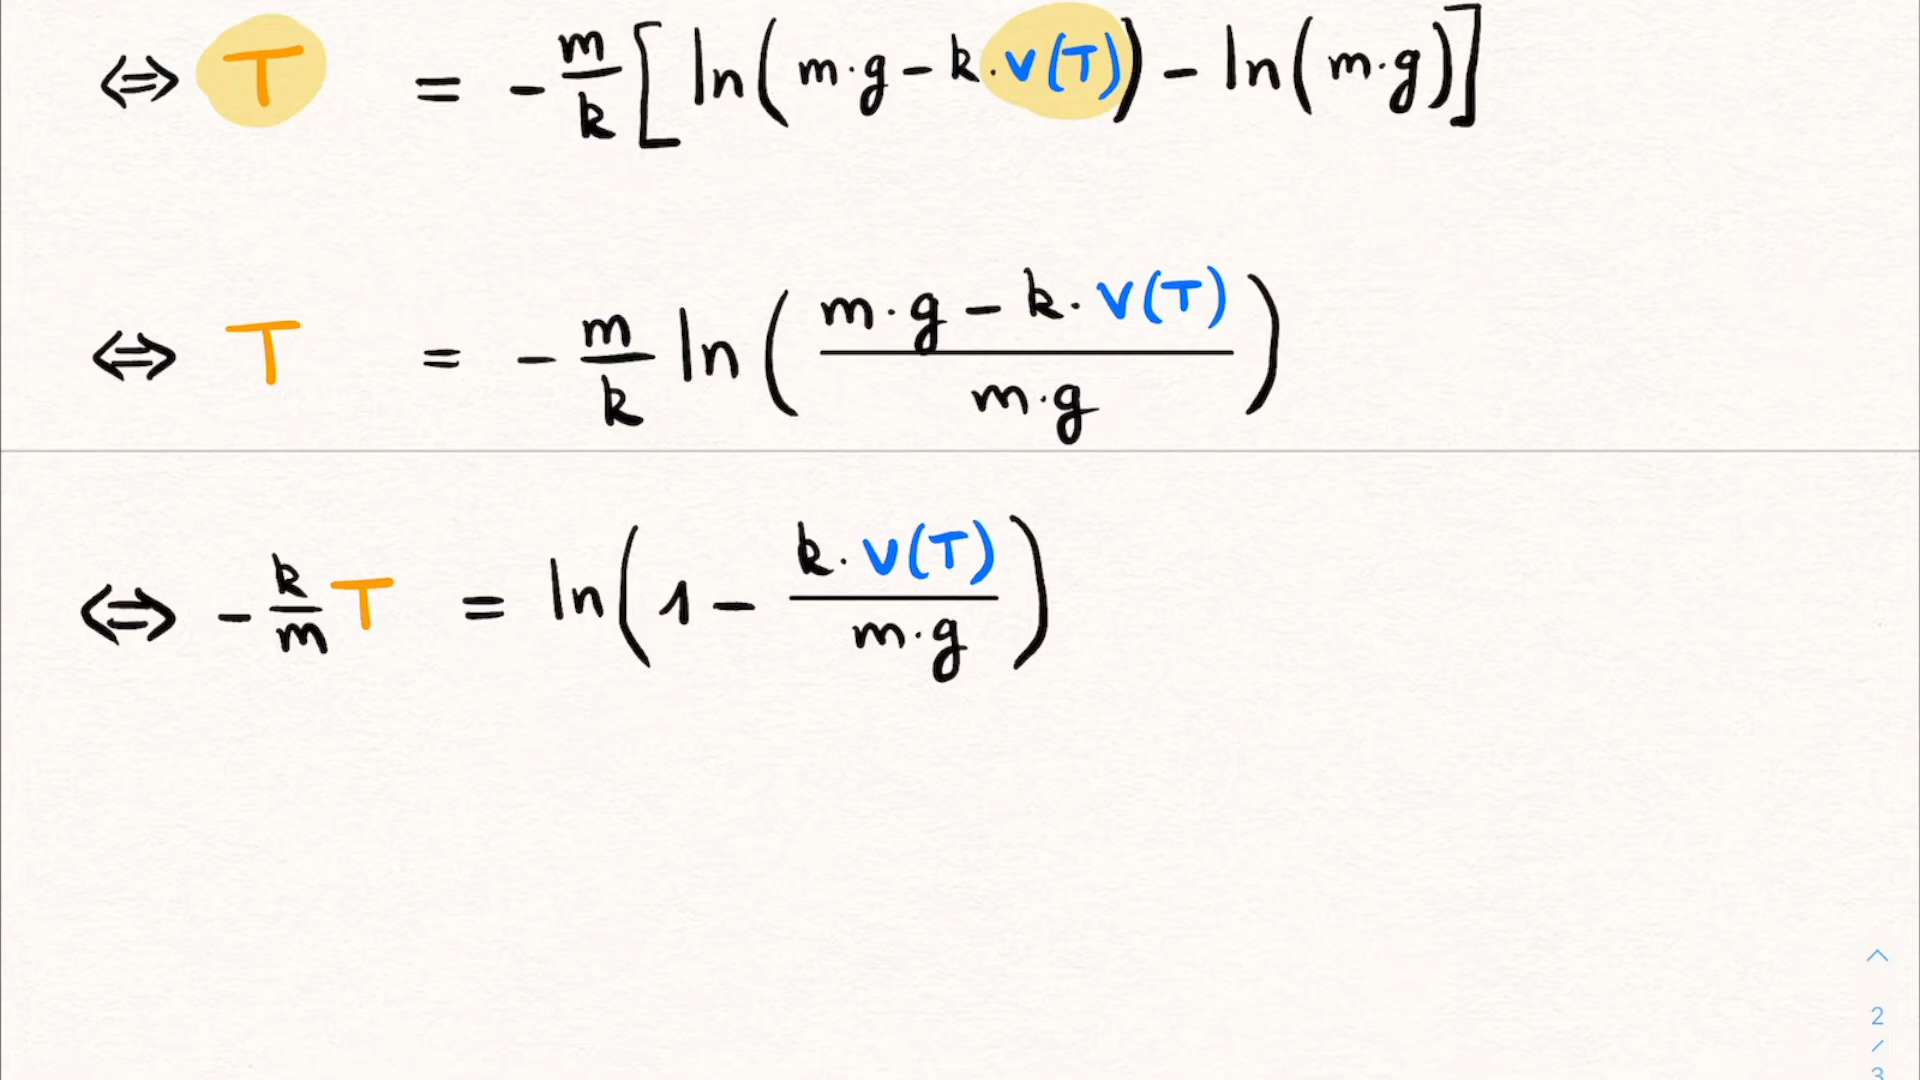 ⇔ T = - m/k [ ln( m·g - k·v(T) ) - ln( m·g ) ]
⇔ T = - m/k ln( (m·g - k·v(T)) / (m·g) )
⇔ - k/m T = ln( 1 - (k·v(T)) / (m·g) )
2
/
3